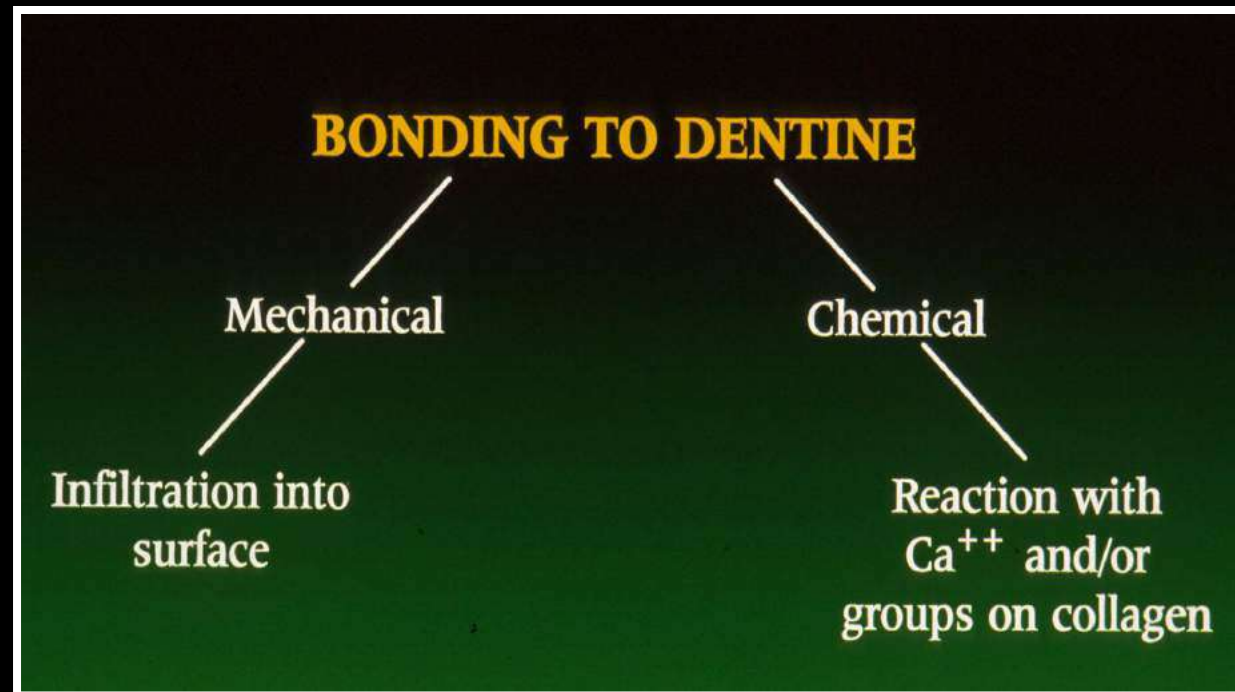 BONDING TO DENTINE
Mechanical
Chemical
Infiltration into
surface
Reaction with
Ca⁺⁺ and/or
groups on collagen